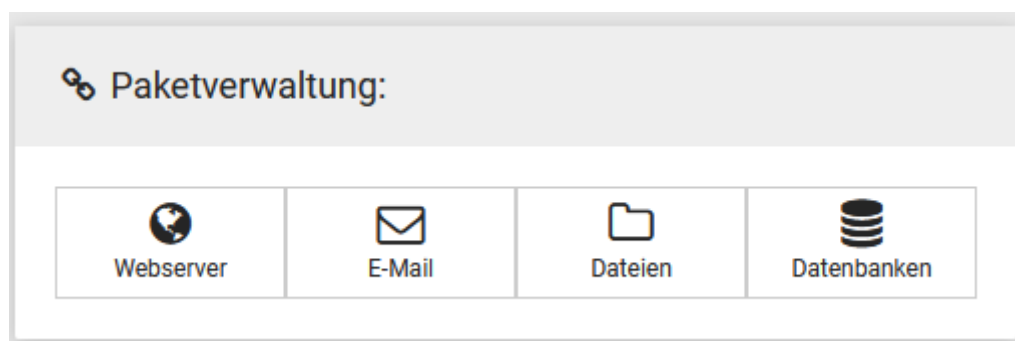 Paketverwaltung:
Webserver
E-Mail
Dateien
Datenbanken